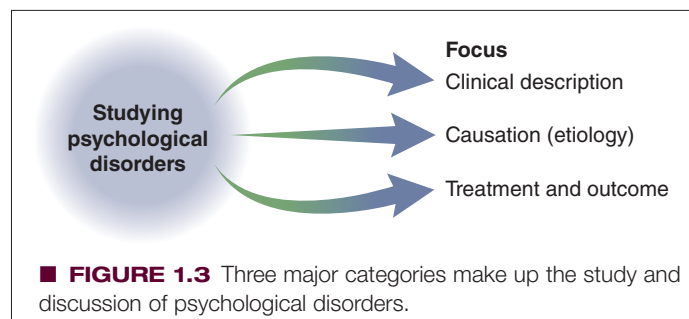 Focus
Clinical description
Studying
psychological
disorders
Causation (etiology)
Treatment and outcome
■ FIGURE 1.3 Three major categories make up the study and
discussion of psychological disorders.